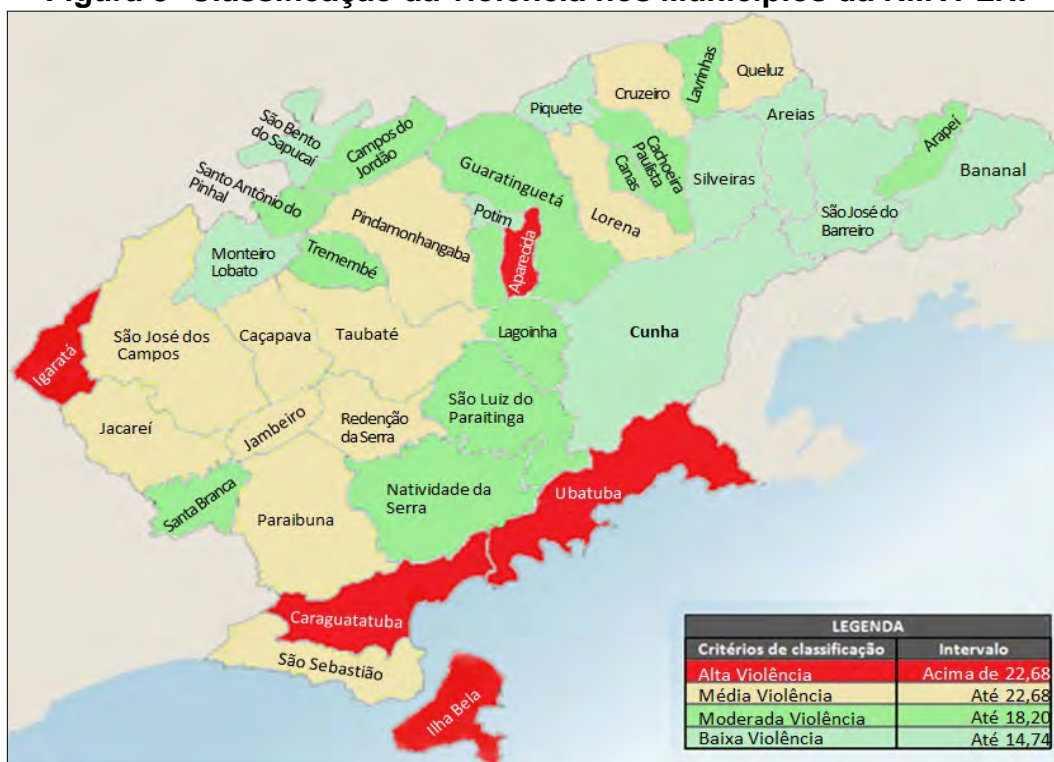 Classificação da violência nos Municípios da
Queluz
Lavrinhas
Cruzeiro
Piquete
Areias
São Bento
do Sapucaí
Campos do
Jordão
Cachoeira
Paulista
Canas
Arapeí
Guaratinguetá
Silveiras
Bananal
Santo Antônio do
Pinhal
Potim
Pindamonhangaba
Lorena
São José do
Barreiro
Monteiro
Lobato
Tremembé
Aparecida
São José dos
Campos
Caçapava
Taubaté
Lagoinha
Cunha
Igaratá
Jacareí
Jambeiro
Redenção
da Serra
São Luiz do
Paraitinga
Santa Branca
Paraibuna
Natividade da
Serra
Ubatuba
Caraguatatuba
São Sebastião
Ilha Bela
LEGENDA
Critérios de classificação Intervalo
Alta Violência Acima de 22,68
Média Violência Até 22,68
Moderada Violência Até 18,20
Baixa Violência Até 14,74